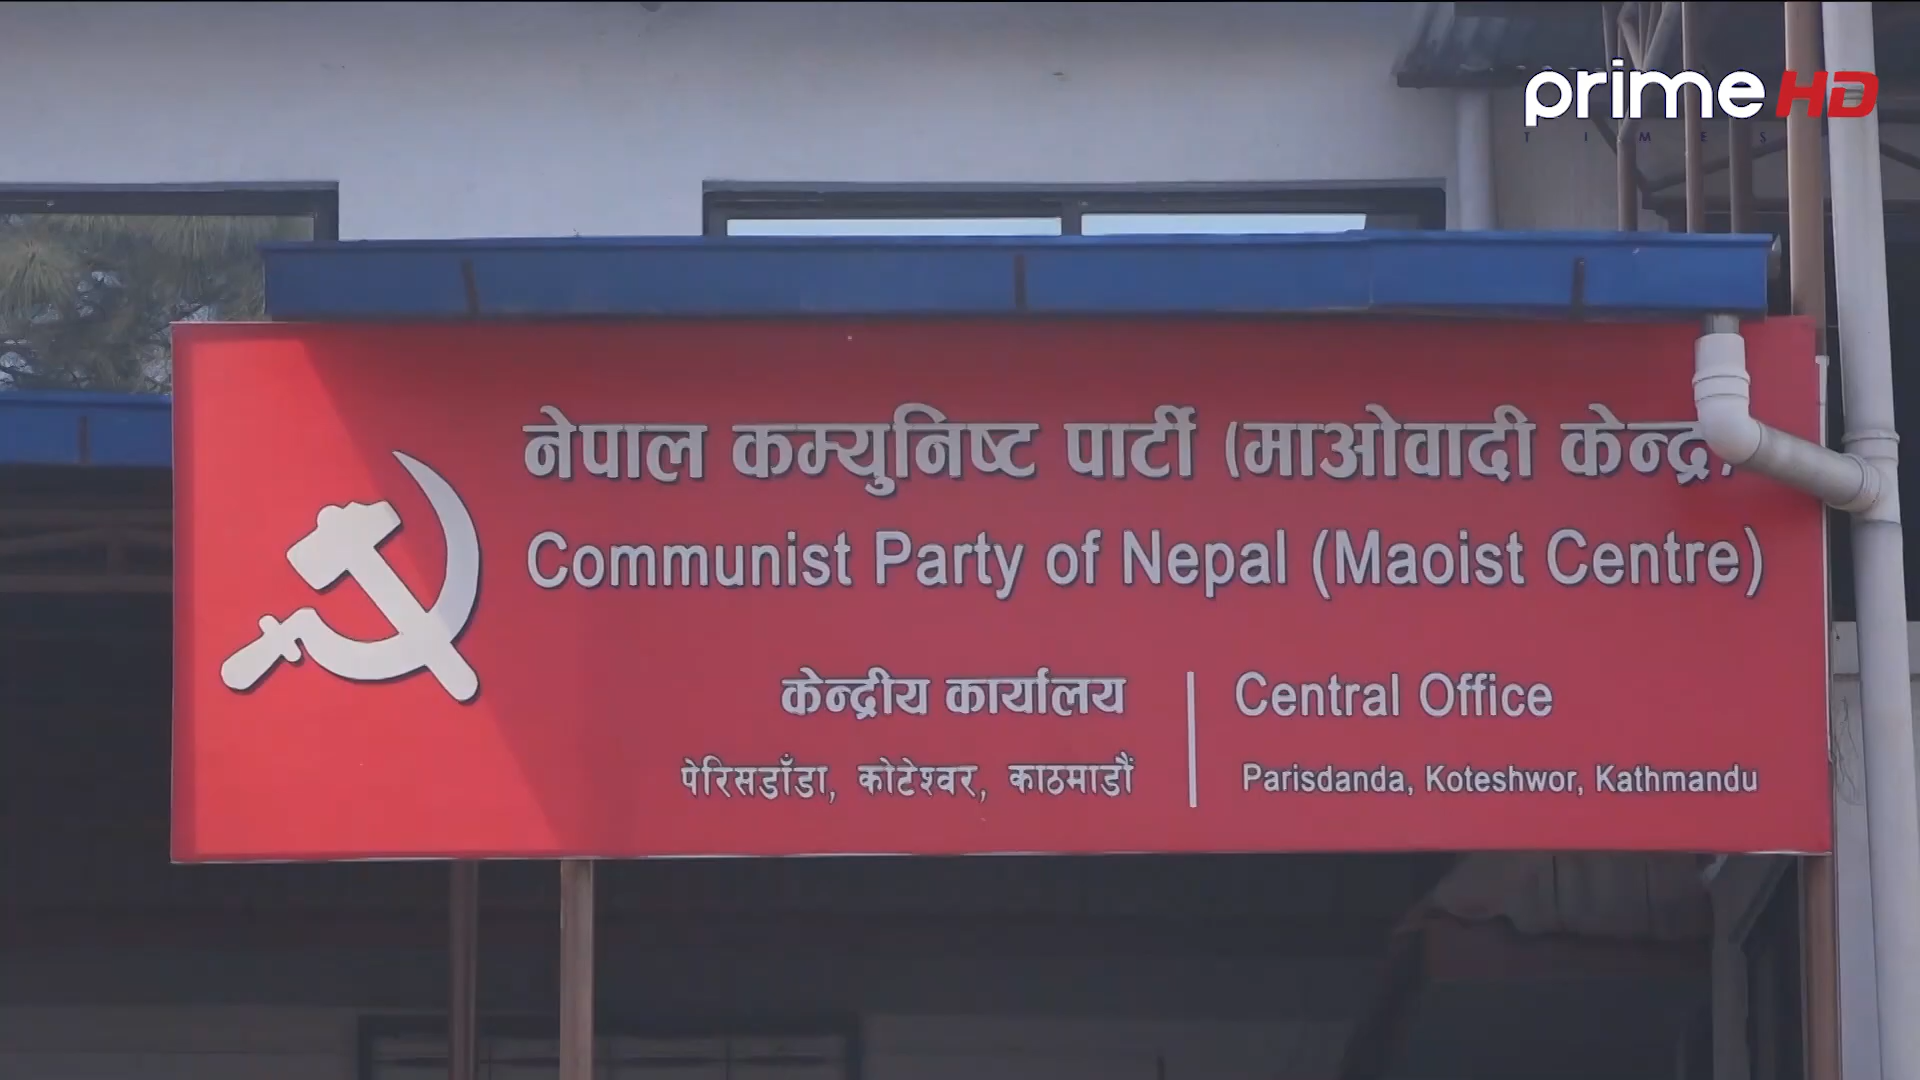 prime HD
TIMES
नेपाल कम्युनिष्ट पार्टी (माओवादी केन्द्र)
Communist Party of Nepal (Maoist Centre)
केन्द्रीय कार्यालय
पेरिसडाँडा, कोटेश्वर, काठमाडौं
Central Office
Parisdanda, Koteshwor, Kathmandu